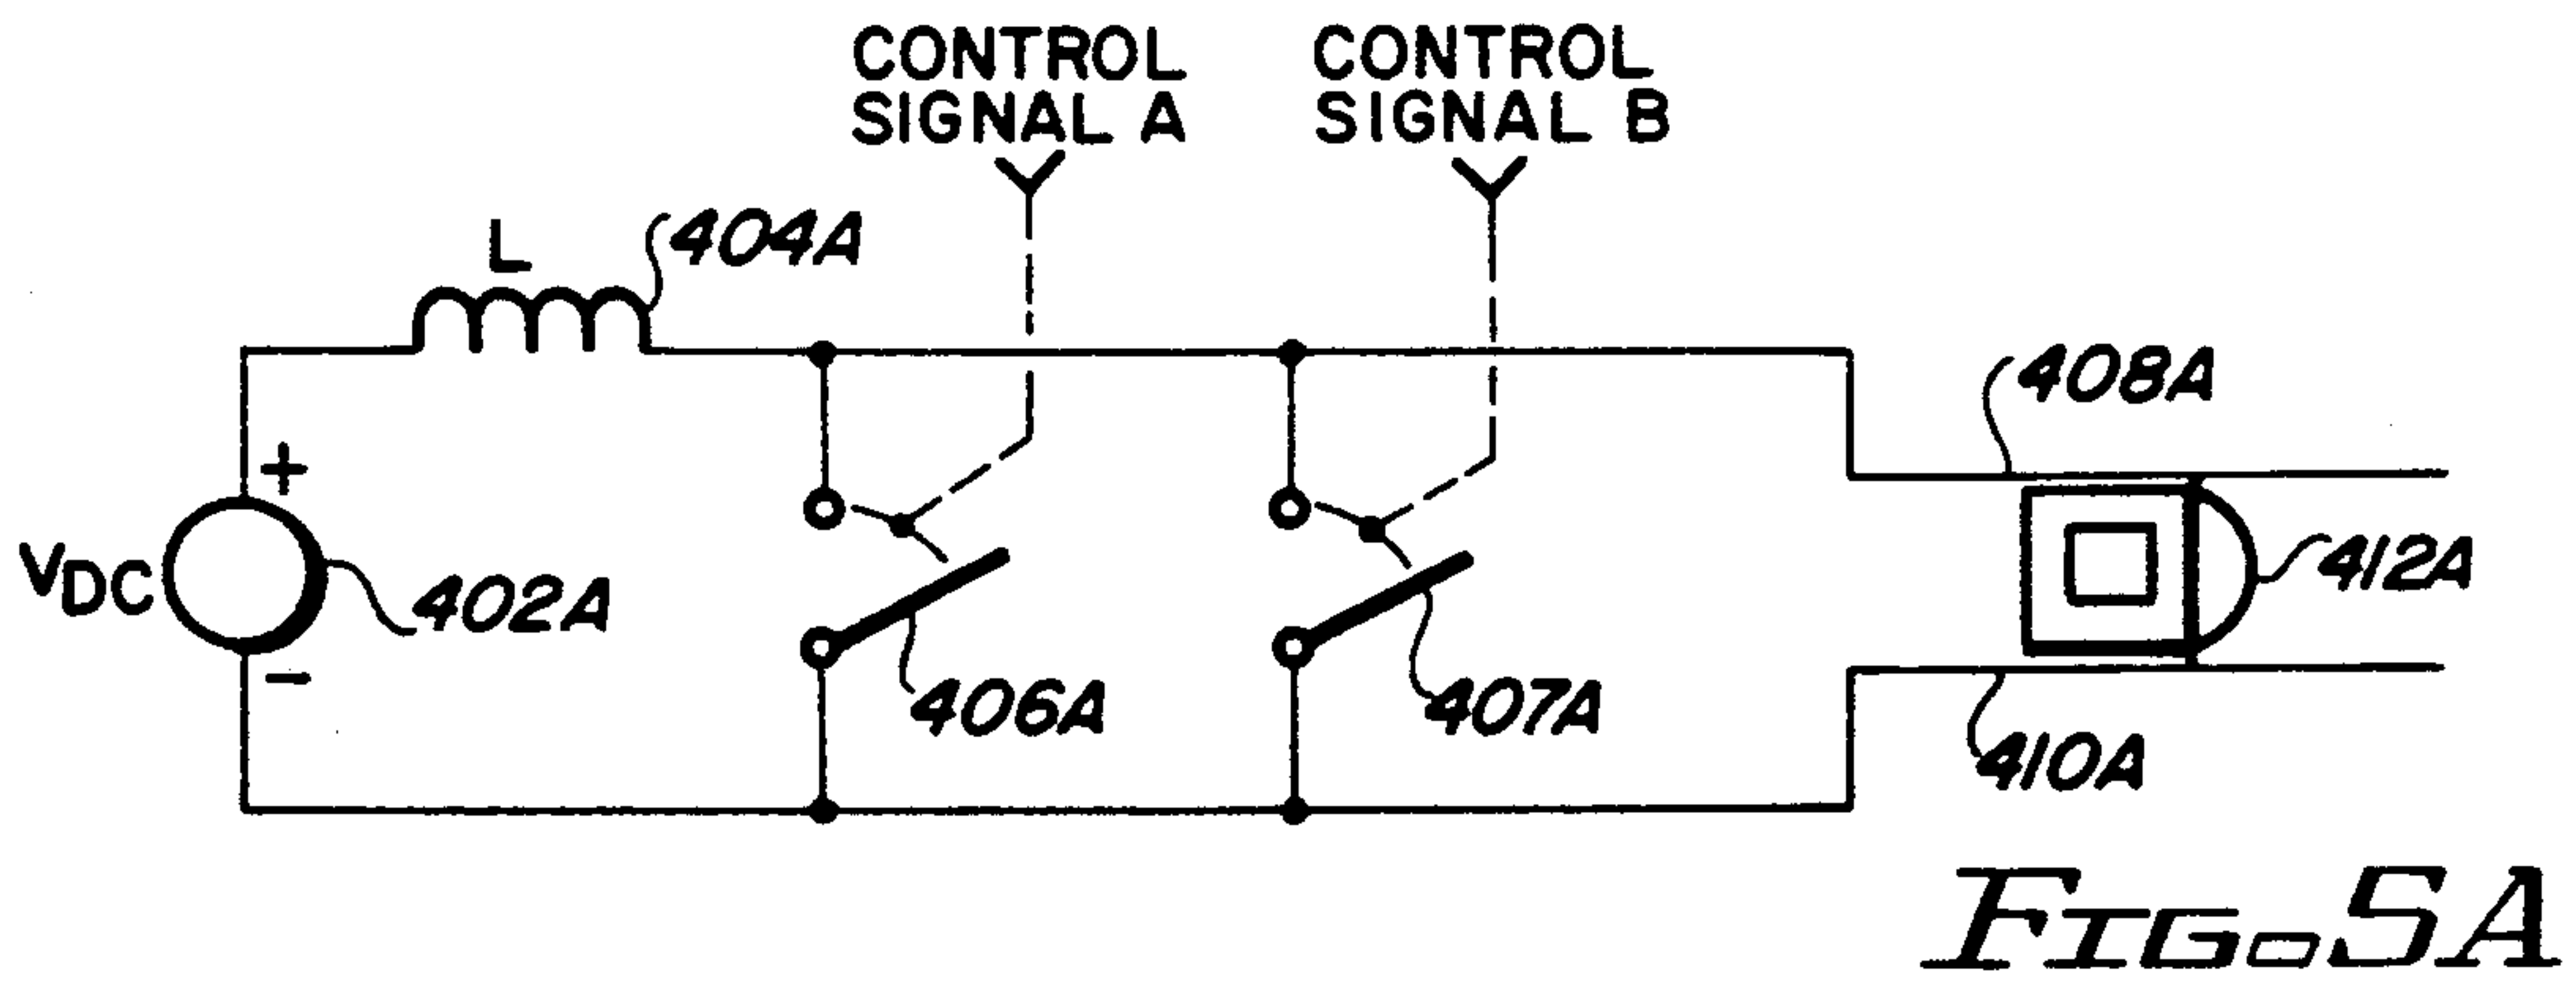 CONTROL
SIGNAL A
CONTROL
SIGNAL B
L
404A
408A
+
VDC
402A
412A
-
406A
407A
410A
FIG. 5A